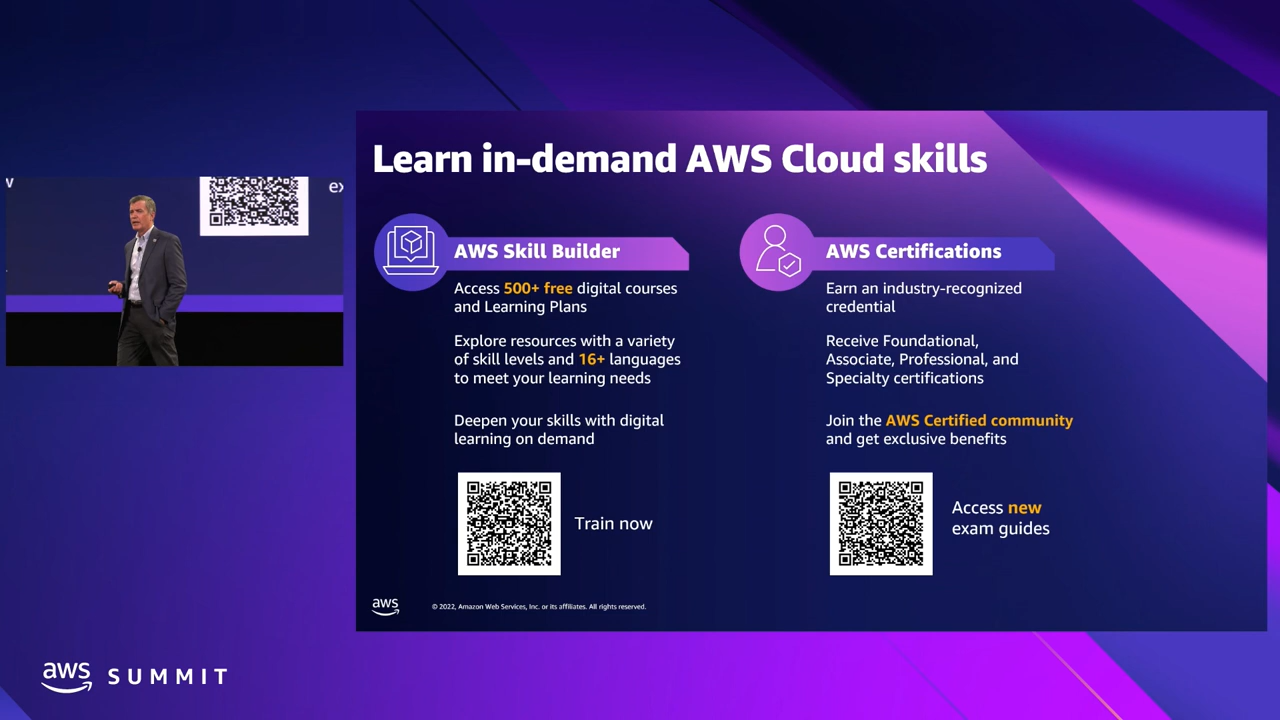 Learn in-demand AWS Cloud skills
AWS Skill Builder
Access 500+ free digital courses
and Learning Plans
Explore resources with a variety
of skill levels and 16+ languages
to meet your learning needs
Deepen your skills with digital
learning on demand
Train now
AWS Certifications
Earn an industry-recognized
credential
Receive Foundational,
Associate, Professional, and
Specialty certifications
Join the AWS Certified community
and get exclusive benefits
Access new
exam guides
aws
© 2022, Amazon Web Services, Inc. or its affiliates. All rights reserved.
ex
aws SUMMIT